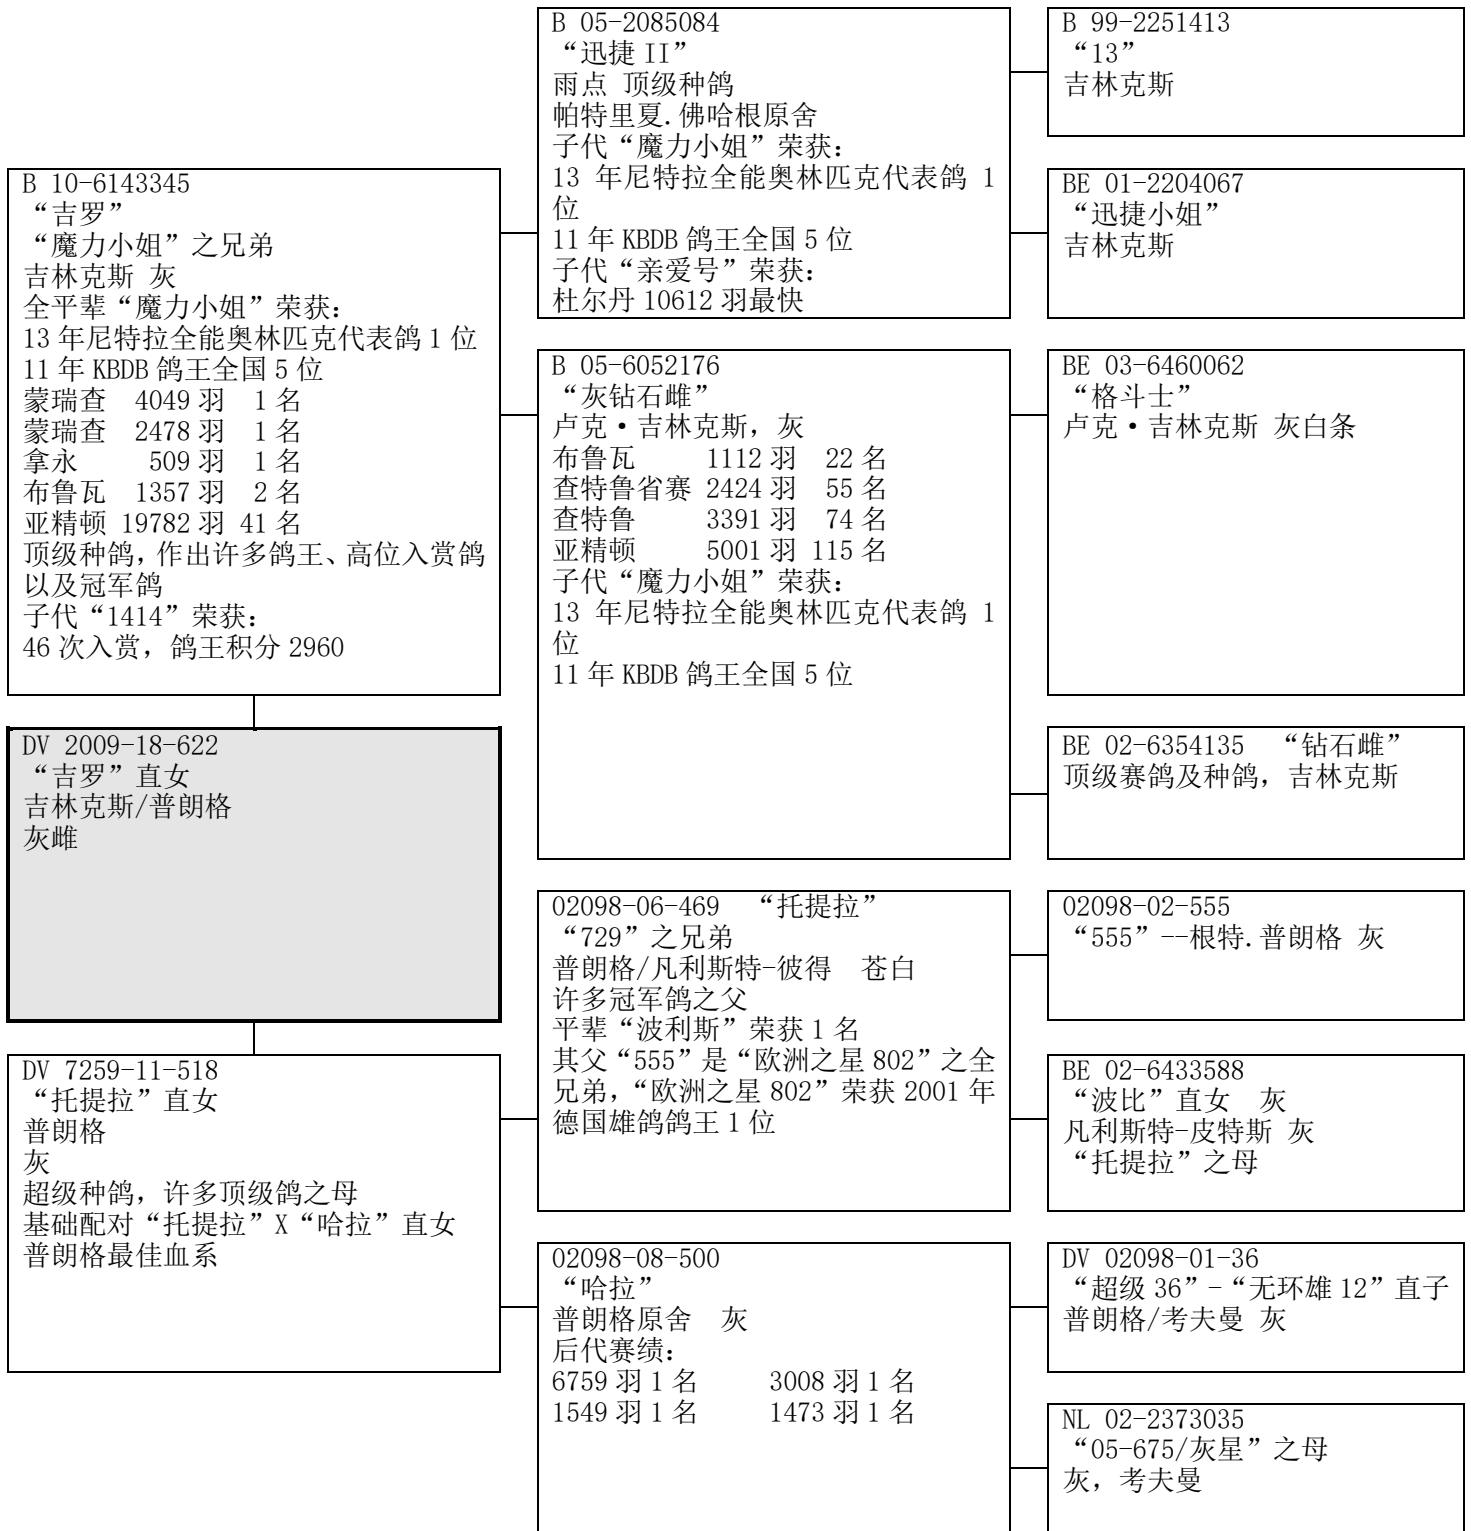 B 10-6143345
“吉罗”
“魔力小姐”之兄弟
吉林克斯 灰
全平辈“魔力小姐”荣获：
13 年尼特拉全能奥林匹克代表鸽 1 位
11 年 KBDB 鸽王全国 5 位
蒙瑞查 4049 羽 1 名
蒙瑞查 2478 羽 1 名
拿永 509 羽 1 名
布鲁瓦 1357 羽 2 名
亚精顿 19782 羽 41 名
顶级种鸽，作出许多鸽王、高位入赏鸽
以及冠军鸽
子代“1414”荣获：
46 次入赏，鸽王积分 2960
DV 2009-18-622
“吉罗”直女
吉林克斯/普朗格
灰雌
DV 7259-11-518
“托提拉”直女
普朗格
灰
超级种鸽，许多顶级鸽之母
基础配对“托提拉”X“哈拉”直女
普朗格最佳血系
B 05-2085084
“迅捷 II”
雨点 顶级种鸽
帕特里夏.佛哈根原舍
子代“魔力小姐”荣获：
13 年尼特拉全能奥林匹克代表鸽 1
位
11 年 KBDB 鸽王全国 5 位
子代“亲爱号”荣获：
杜尔丹 10612 羽最快
B 05-6052176
“灰钻石雌”
卢克•吉林克斯，灰
布鲁瓦 1112 羽 22 名
查特鲁省赛 2424 羽 55 名
查特鲁 3391 羽 74 名
亚精顿 5001 羽 115 名
子代“魔力小姐”荣获：
13 年尼特拉全能奥林匹克代表鸽 1
位
11 年 KBDB 鸽王全国 5 位
02098-06-469 “托提拉”
“729”之兄弟
普朗格/凡利斯特-彼得 苍白
许多冠军鸽之父
平辈“波利斯”荣获 1 名
其父“555”是“欧洲之星 802”之全
兄弟，“欧洲之星 802”荣获 2001 年
德国雄鸽鸽王 1 位
02098-08-500
“哈拉”
普朗格原舍 灰
后代赛绩：
6759 羽 1 名 3008 羽 1 名
1549 羽 1 名 1473 羽 1 名
B 99-2251413
“13”
吉林克斯
BE 01-2204067
“迅捷小姐”
吉林克斯
BE 03-6460062
“格斗士”
卢克•吉林克斯 灰白条
BE 02-6354135 “钻石雌”
顶级赛鸽及种鸽，吉林克斯
02098-02-555
“555”--根特.普朗格 灰
BE 02-6433588
“波比”直女 灰
凡利斯特-皮特斯 灰
“托提拉”之母
DV 02098-01-36
“超级 36”-“无环雄 12”直子
普朗格/考夫曼 灰
NL 02-2373035
“05-675/灰星”之母
灰，考夫曼